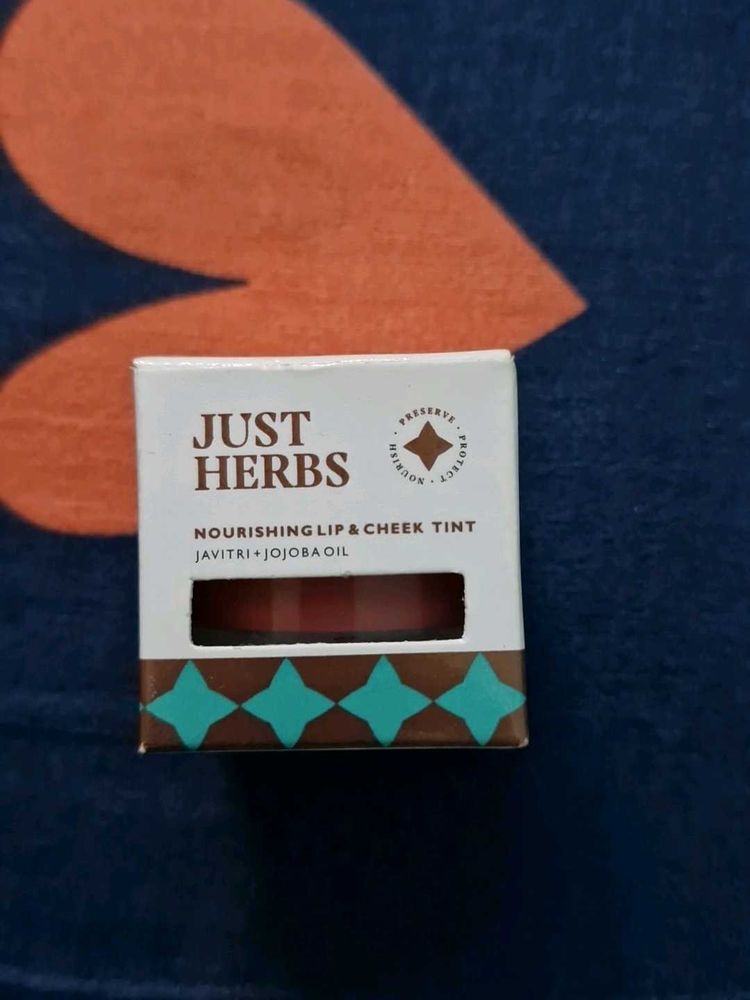 JUST
HERBS
PRESERVE · PROTECT · NOURISH ·
NOURISHING LIP & CHEEK TINT
JAVITRI + JOJOBA OIL